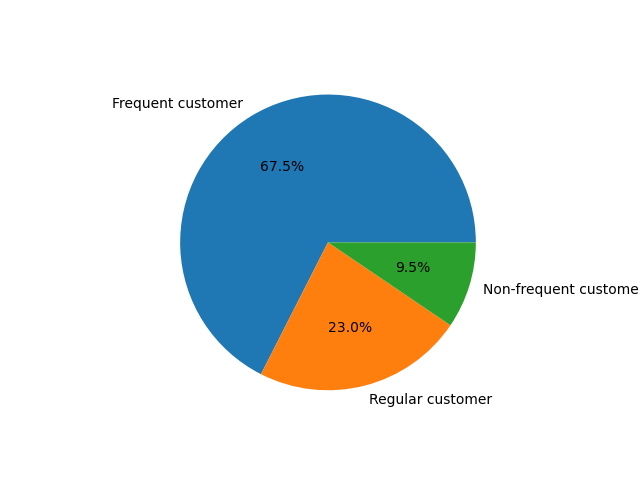 Frequent customer
67.5%
9.5%
Non-frequent custome
23.0%
Regular customer